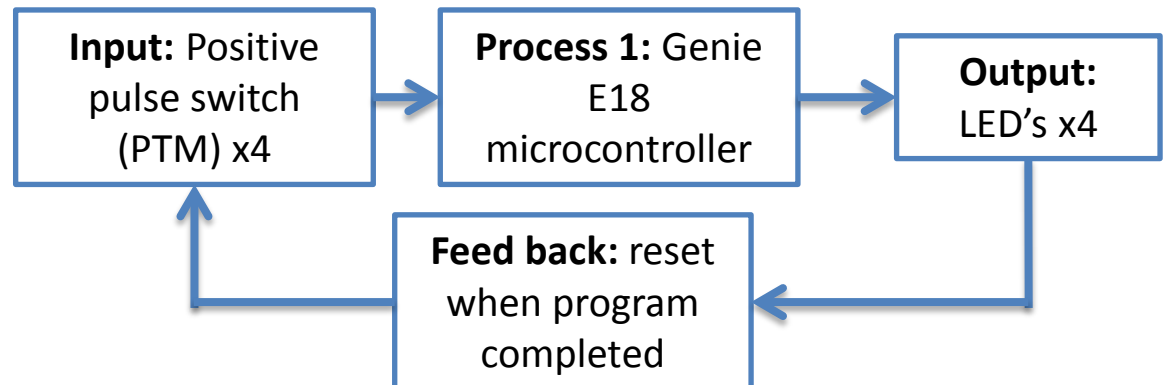 Input: Positive
pulse switch
(PTM) x4
Process 1: Genie
E18
microcontroller
Output:
LED’s x4
Feed back: reset
when program
completed